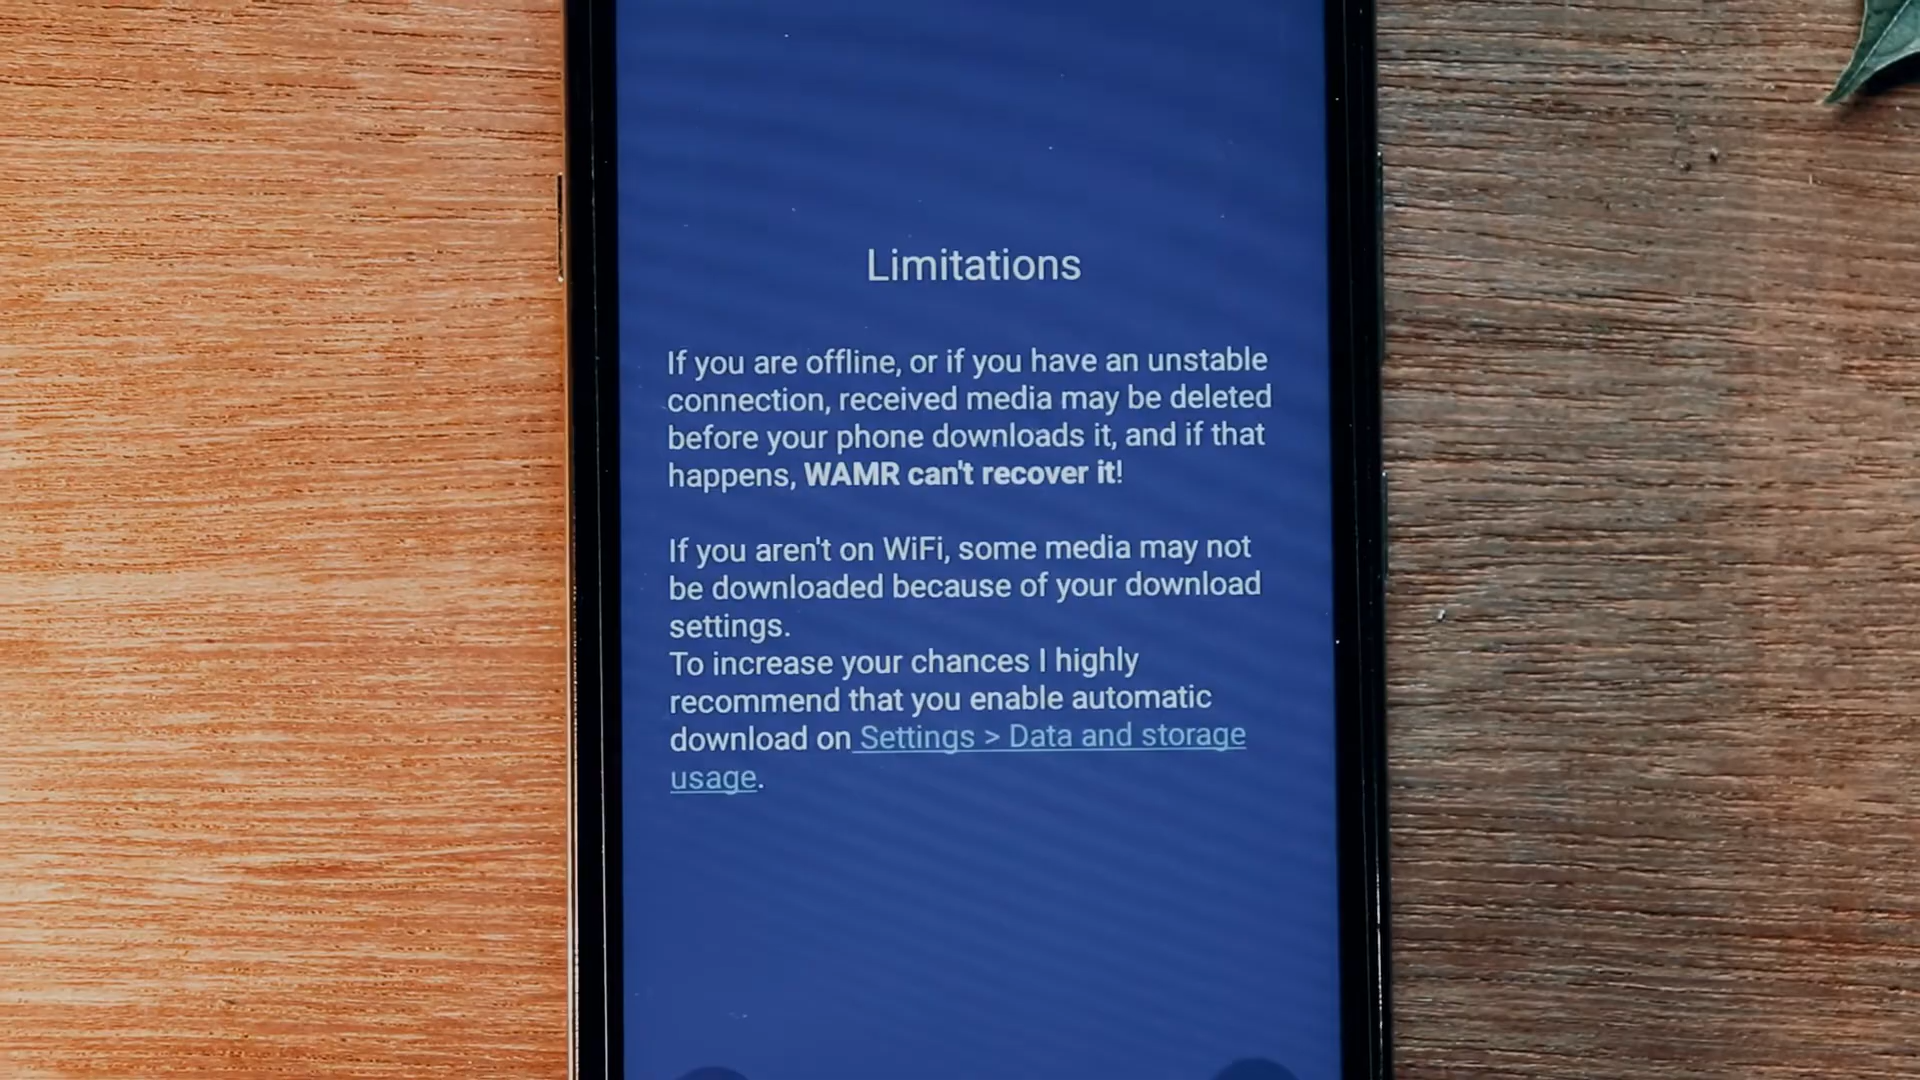 Limitations
If you are offline, or if you have an unstable
connection, received media may be deleted
before your phone downloads it, and if that
happens, WAMR can't recover it!
If you aren't on WiFi, some media may not
be downloaded because of your download
settings.
To increase your chances I highly
recommend that you enable automatic
download on Settings > Data and storage
usage.